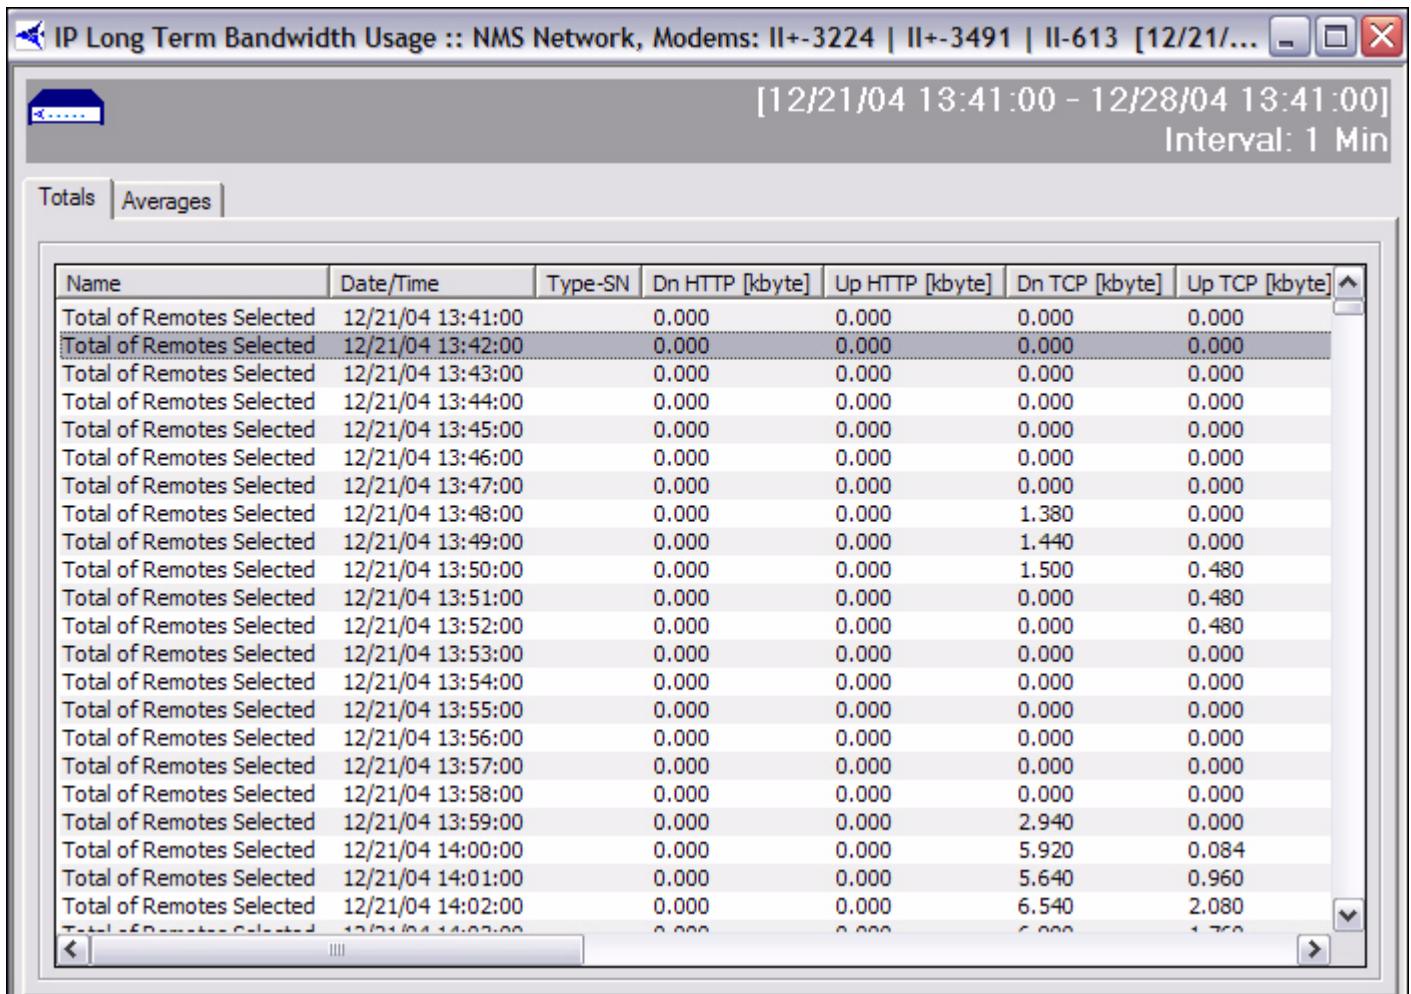 IP Long Term Bandwidth Usage :: NMS Network, Modems: II+-3224 | II+-3491 | II-613 [12/21/...
[12/21/04 13:41:00 - 12/28/04 13:41:00]
Interval: 1 Min
Totals Averages
Name Date/Time Type-SN Dn HTTP [kbyte] Up HTTP [kbyte] Dn TCP [kbyte] Up TCP [kbyte]
Total of Remotes Selected 12/21/04 13:41:00 0.000 0.000 0.000 0.000
Total of Remotes Selected 12/21/04 13:42:00 0.000 0.000 0.000 0.000
Total of Remotes Selected 12/21/04 13:43:00 0.000 0.000 0.000 0.000
Total of Remotes Selected 12/21/04 13:44:00 0.000 0.000 0.000 0.000
Total of Remotes Selected 12/21/04 13:45:00 0.000 0.000 0.000 0.000
Total of Remotes Selected 12/21/04 13:46:00 0.000 0.000 0.000 0.000
Total of Remotes Selected 12/21/04 13:47:00 0.000 0.000 0.000 0.000
Total of Remotes Selected 12/21/04 13:48:00 0.000 0.000 1.380 0.000
Total of Remotes Selected 12/21/04 13:49:00 0.000 0.000 1.440 0.000
Total of Remotes Selected 12/21/04 13:50:00 0.000 0.000 1.500 0.480
Total of Remotes Selected 12/21/04 13:51:00 0.000 0.000 0.000 0.480
Total of Remotes Selected 12/21/04 13:52:00 0.000 0.000 0.000 0.480
Total of Remotes Selected 12/21/04 13:53:00 0.000 0.000 0.000 0.000
Total of Remotes Selected 12/21/04 13:54:00 0.000 0.000 0.000 0.000
Total of Remotes Selected 12/21/04 13:55:00 0.000 0.000 0.000 0.000
Total of Remotes Selected 12/21/04 13:56:00 0.000 0.000 0.000 0.000
Total of Remotes Selected 12/21/04 13:57:00 0.000 0.000 0.000 0.000
Total of Remotes Selected 12/21/04 13:58:00 0.000 0.000 0.000 0.000
Total of Remotes Selected 12/21/04 13:59:00 0.000 0.000 2.940 0.000
Total of Remotes Selected 12/21/04 14:00:00 0.000 0.000 5.920 0.084
Total of Remotes Selected 12/21/04 14:01:00 0.000 0.000 5.640 0.960
Total of Remotes Selected 12/21/04 14:02:00 0.000 0.000 6.540 2.080